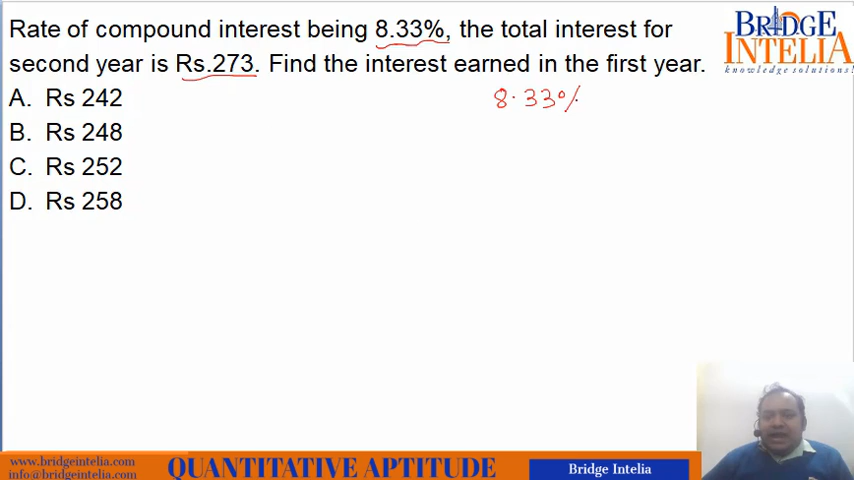 Rate of compound interest being 8.33%, the total interest for
second year is Rs.273. Find the interest earned in the first year.
A. Rs 242
B. Rs 248
C. Rs 252
D. Rs 258
8.33%
BRIDGE
INTELIA
knowledge solutions!
www.bridgeintelia.com
info@bridgeintelia.com
QUANTITATIVE APTITUDE
Bridge Intelia